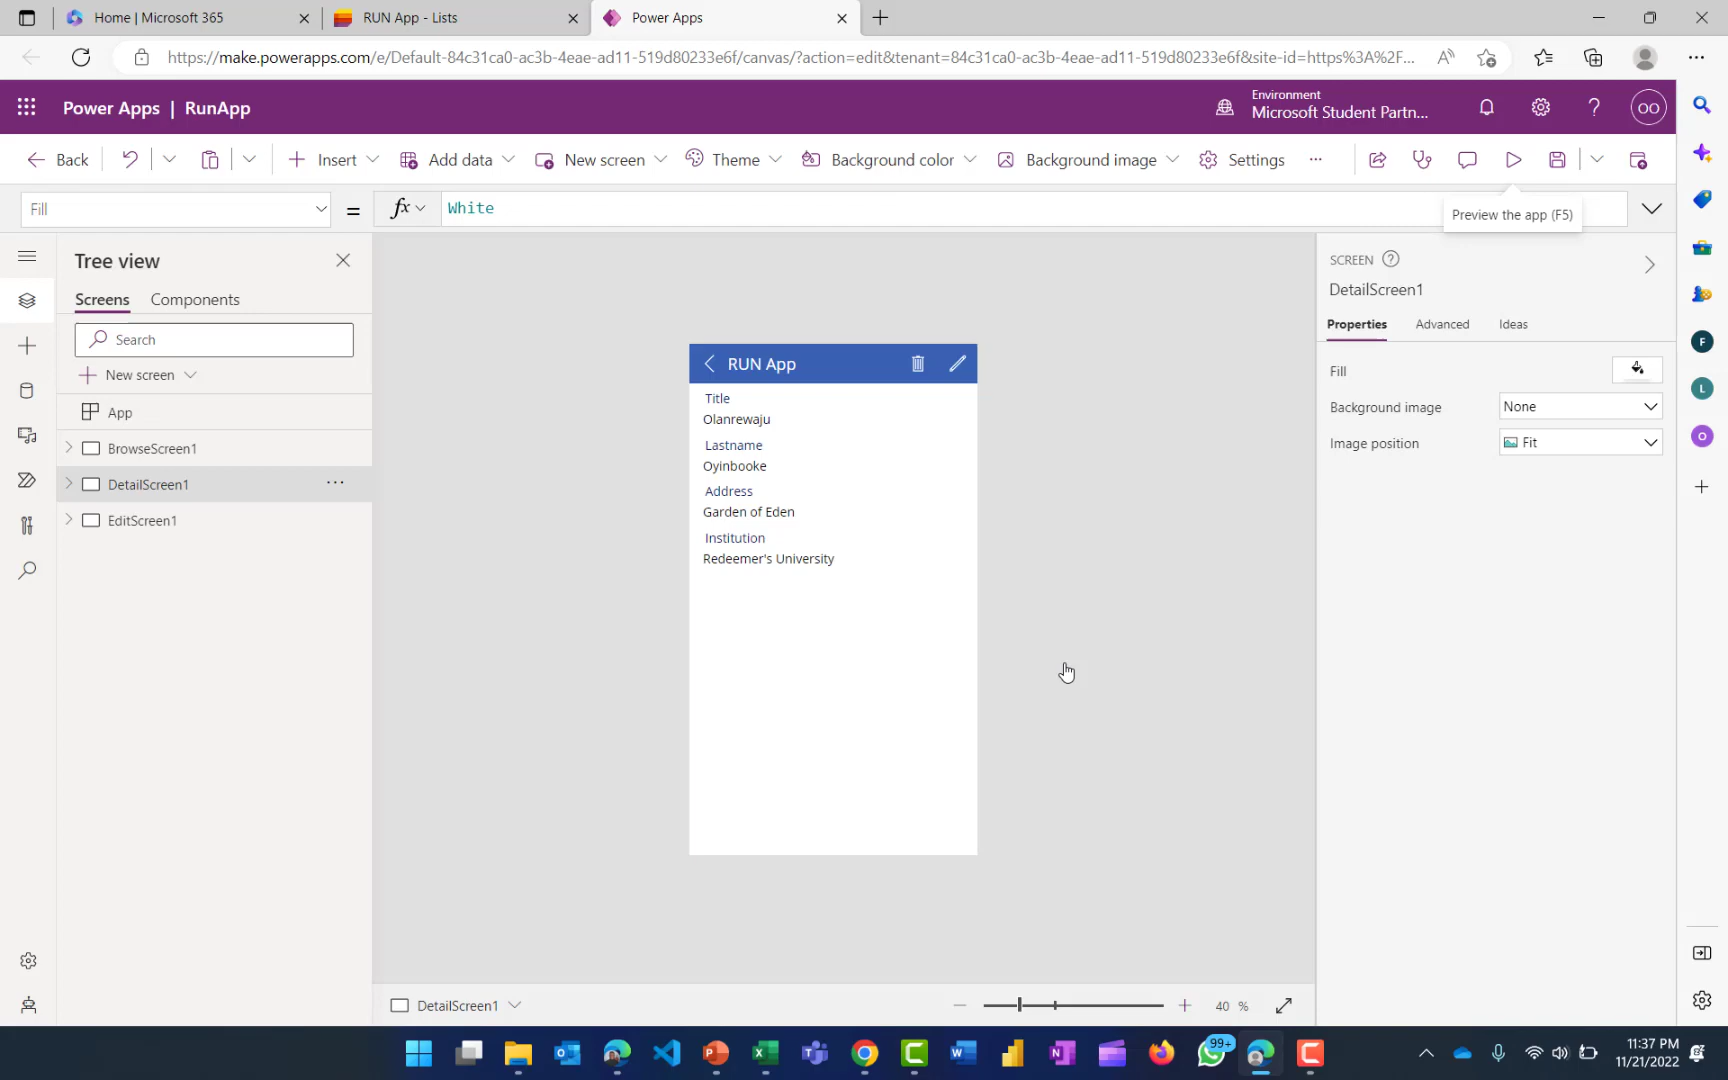 Home | Microsoft 365
RUN App - Lists
Power Apps
https://make.powerapps.com/e/Default-84c31ca0-ac3b-4eae-ad11-519d80233e6f/canvas/?action=edit&tenant=84c31ca0-ac3b-4eae-ad11-519d80233e6f&site-id=https%3A%2F...
Power Apps | RunApp
Environment
Microsoft Student Partn...
OO
Back
Insert
Add data
New screen
Theme
Background color
Background image
Settings
Fill
=
fx
White
Preview the app (F5)
Tree view
Screens
Components
Search
New screen
App
BrowseScreen1
DetailScreen1
EditScreen1
RUN App
Title
Olanrewaju
Lastname
Oyinbooke
Address
Garden of Eden
Institution
Redeemer's University
SCREEN
DetailScreen1
Properties
Advanced
Ideas
Fill
Background image
None
Image position
Fit
F
L
O
DetailScreen1
40 %
99+
11:37 PM
11/21/2022